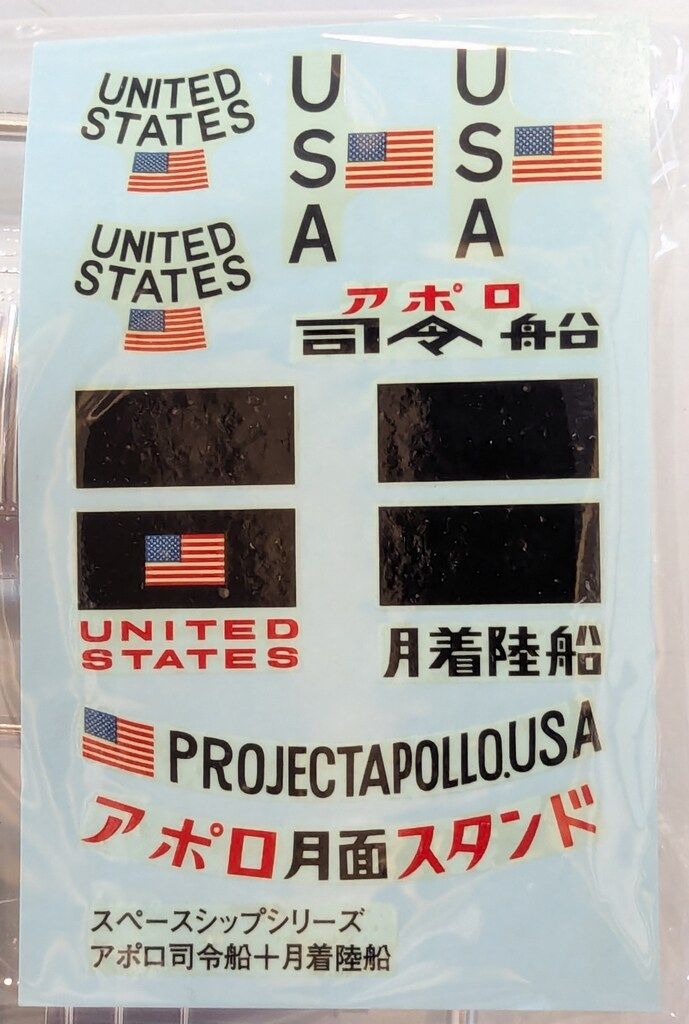 UNITED
STATES
USA
USA
UNITED
STATES
アポロ
司令船
UNITED
STATES
月着陸船
PROJECTAPOLLO.USA
アポロ月面スタンド
スペースシップシリーズ
アポロ司令船十月着陸船